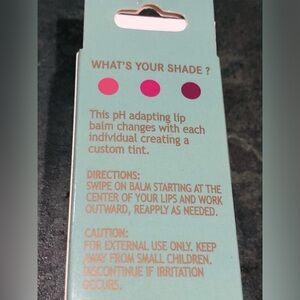 WHAT'S YOUR SHADE ?
This pH adapting lip
balm changes with each
individual creating a
custom tint.
DIRECTIONS:
SWIPE ON BALM STARTING AT THE
CENTER OF YOUR LIPS AND WORK
OUTWARD, REAPPLY AS NEEDED.
CAUTION:
FOR EXTERNAL USE ONLY. KEEP
AWAY FROM SMALL CHILDREN.
DISCONTINUE IF IRRITATION
OCCURS.